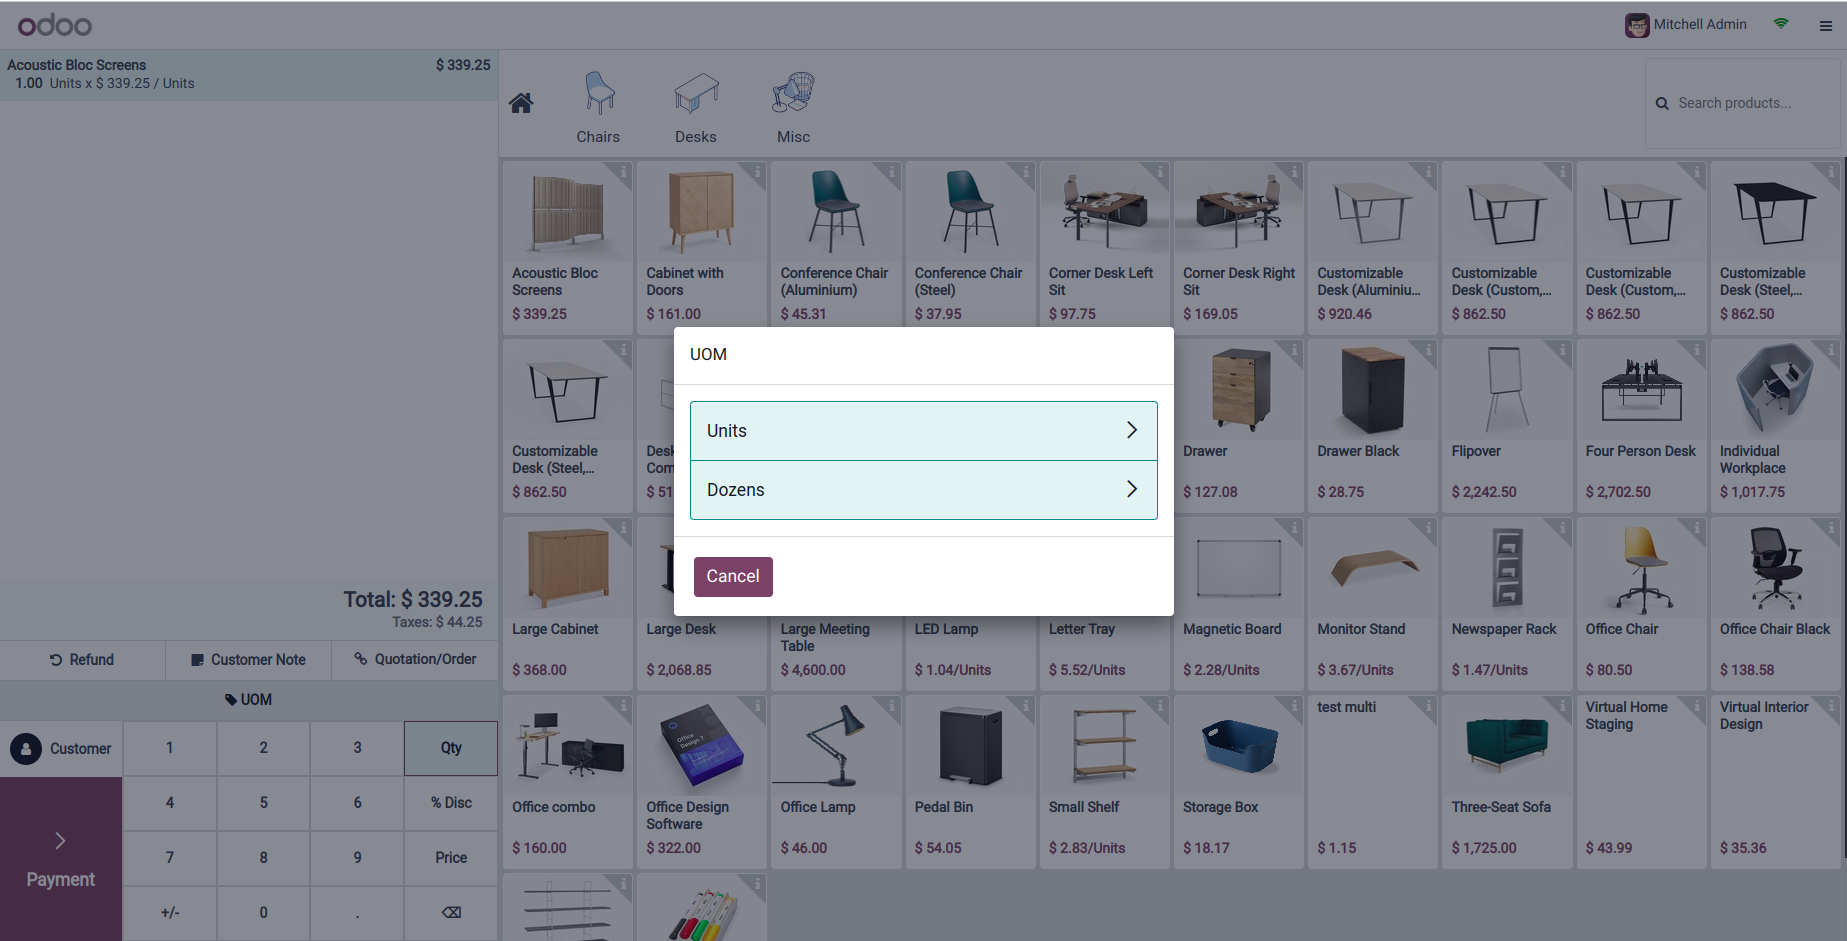 odoo
Mitchell Admin
Acoustic Bloc Screens $ 339.25
1.00 Units x $ 339.25 / Units
Chairs
Desks
Misc
Search products...
Acoustic Bloc
Screens
$ 339.25
Cabinet with
Doors
$ 161.00
Conference Chair
(Aluminium)
$ 45.31
Conference Chair
(Steel)
$ 37.95
Corner Desk Left
Sit
$ 97.75
Corner Desk Right
Sit
$ 169.05
Customizable
Desk (Aluminiu...
$ 920.46
Customizable
Desk (Custom,...
$ 862.50
Customizable
Desk (Custom,...
$ 862.50
Customizable
Desk (Steel,...
$ 862.50
UOM
Units
Dozens
Cancel
Customizable
Desk (Steel,...
$ 862.50
Desk
Com
$ 51
Drawer
$ 127.08
Drawer Black
$ 28.75
Flipover
$ 2,242.50
Four Person Desk
$ 2,702.50
Individual
Workplace
$ 1,017.75
Large Cabinet
$ 368.00
Large Desk
$ 2,068.85
Large Meeting
Table
$ 4,600.00
LED Lamp
$ 1.04/Units
Letter Tray
$ 5.52/Units
Magnetic Board
$ 2.28/Units
Monitor Stand
$ 3.67/Units
Newspaper Rack
$ 1.47/Units
Office Chair
$ 80.50
Office Chair Black
$ 138.58
Office combo
$ 160.00
Office
Design 7
Office Design
Software
$ 322.00
Office Lamp
$ 46.00
Pedal Bin
$ 54.05
Small Shelf
$ 2.83/Units
Storage Box
$ 18.17
test multi
$ 1.15
Three-Seat Sofa
$ 1,725.00
Virtual Home
Staging
$ 43.99
Virtual Interior
Design
$ 35.36
Total: $ 339.25
Taxes: $ 44.25
Refund
Customer Note
Quotation/Order
UOM
Customer
1 2 3 Qty
4 5 6 % Disc
7 8 9 Price
+/- 0 .
Payment